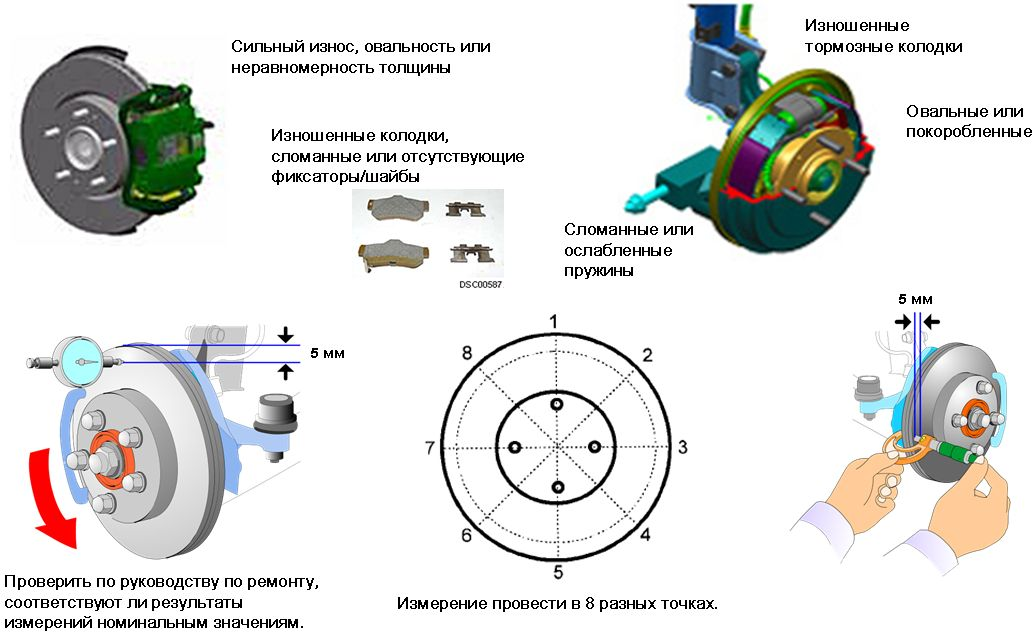 Сильный износ, овальность или
неравномерность толщины
Изношенные
тормозные колодки
Овальные или
покоробленные
Изношенные колодки,
сломанные или отсутствующие
фиксаторы/шайбы
DSC00587
Сломанные или
ослабленные
пружины
5 мм
1
2
3
4
5
6
7
8
5 мм
Проверить по руководству по ремонту,
соответствуют ли результаты
измерений номинальным значениям.
Измерение провести в 8 разных точках.